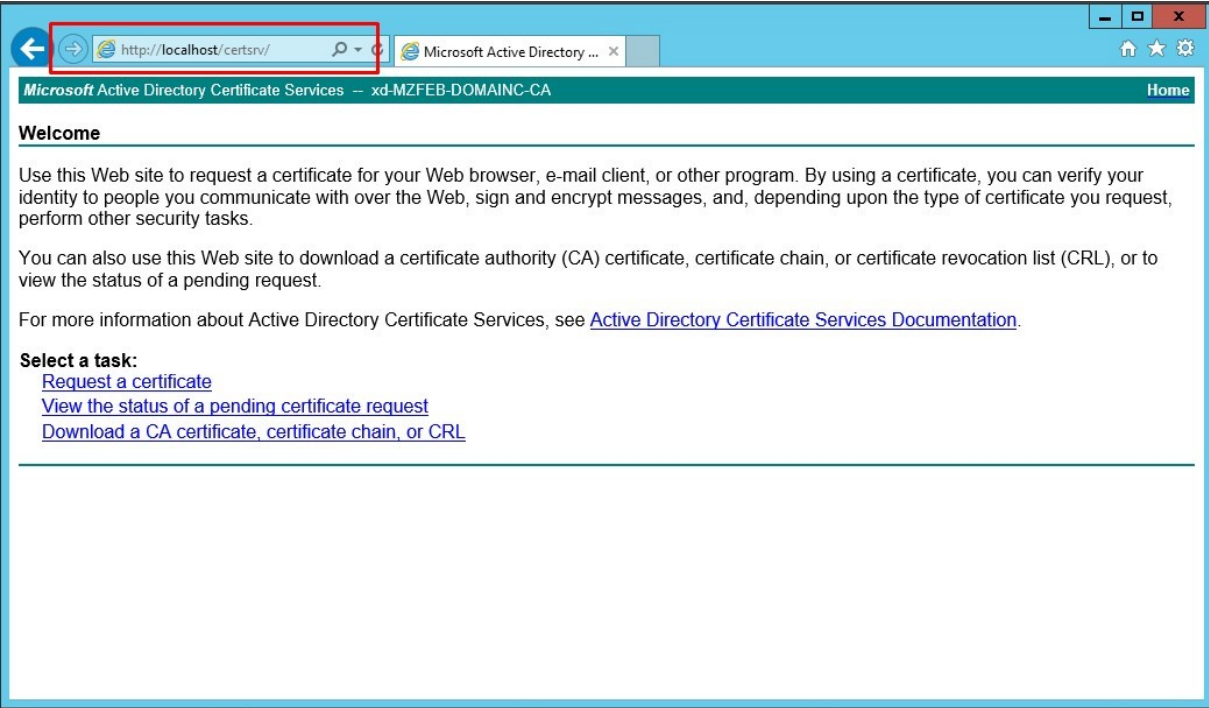 http://localhost/certsrv/
Microsoft Active Directory ...
Microsoft Active Directory Certificate Services -- xd-MZFEB-DOMAINC-CA
Home
Welcome
Use this Web site to request a certificate for your Web browser, e-mail client, or other program. By using a certificate, you can verify your
identity to people you communicate with over the Web, sign and encrypt messages, and, depending upon the type of certificate you request,
perform other security tasks.
You can also use this Web site to download a certificate authority (CA) certificate, certificate chain, or certificate revocation list (CRL), or to
view the status of a pending request.
For more information about Active Directory Certificate Services, see Active Directory Certificate Services Documentation.
Select a task:
Request a certificate
View the status of a pending certificate request
Download a CA certificate, certificate chain, or CRL